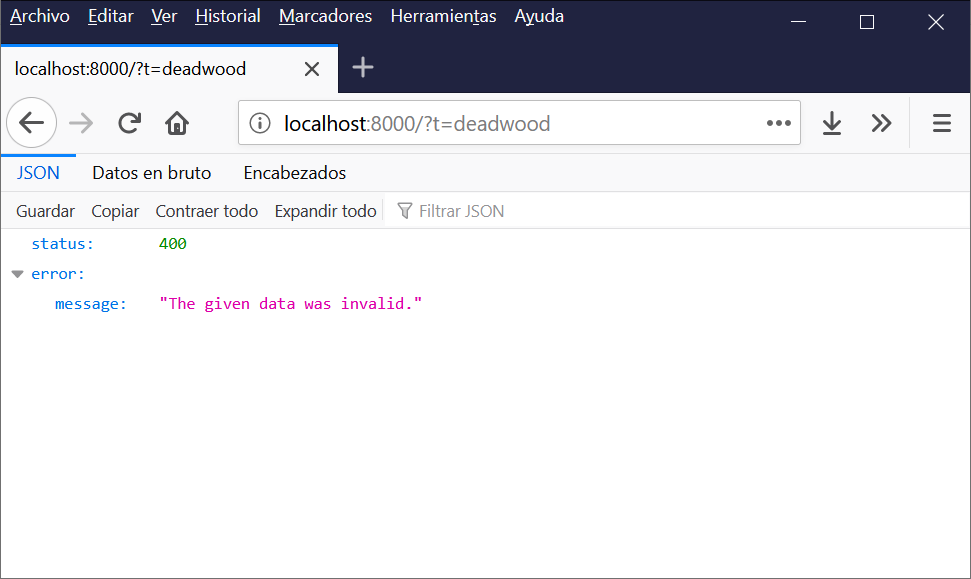 Archivo Editar Ver Historial Marcadores Herramientas Ayuda
localhost:8000/?t=deadwood
localhost:8000/?t=deadwood
JSON Datos en bruto Encabezados
Guardar Copiar Contraer todo Expandir todo Filtrar JSON
status: 400
error:
message: "The given data was invalid."